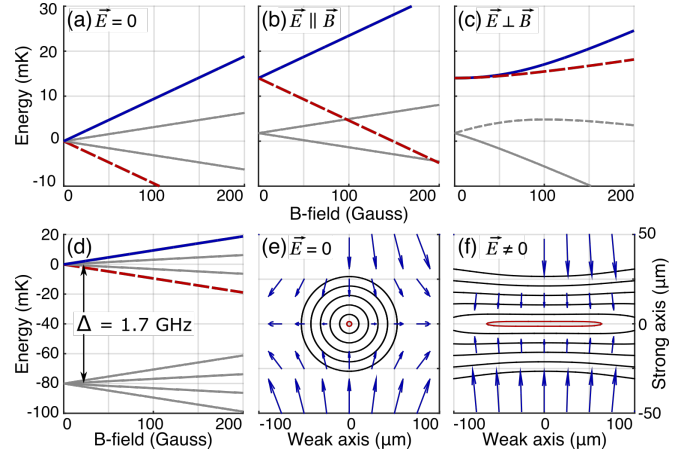 (a) E⃗ = 0
(b) E⃗ ∥ B⃗
(c) E⃗ ⊥ B⃗
30
20
10
0
-10
Energy (mK)
0 100 200
0 100 200
0 100 200
B-field (Gauss)
(d)
(e) E⃗ = 0
(f) E⃗ ≠ 0
20
0
-20
-40
-60
-80
-100
Energy (mK)
Δ = 1.7 GHz
50
0
-50
Strong axis (µm)
0 100 200
-100 0 100
-100 0 100
B-field (Gauss)
Weak axis (µm)
Weak axis (µm)